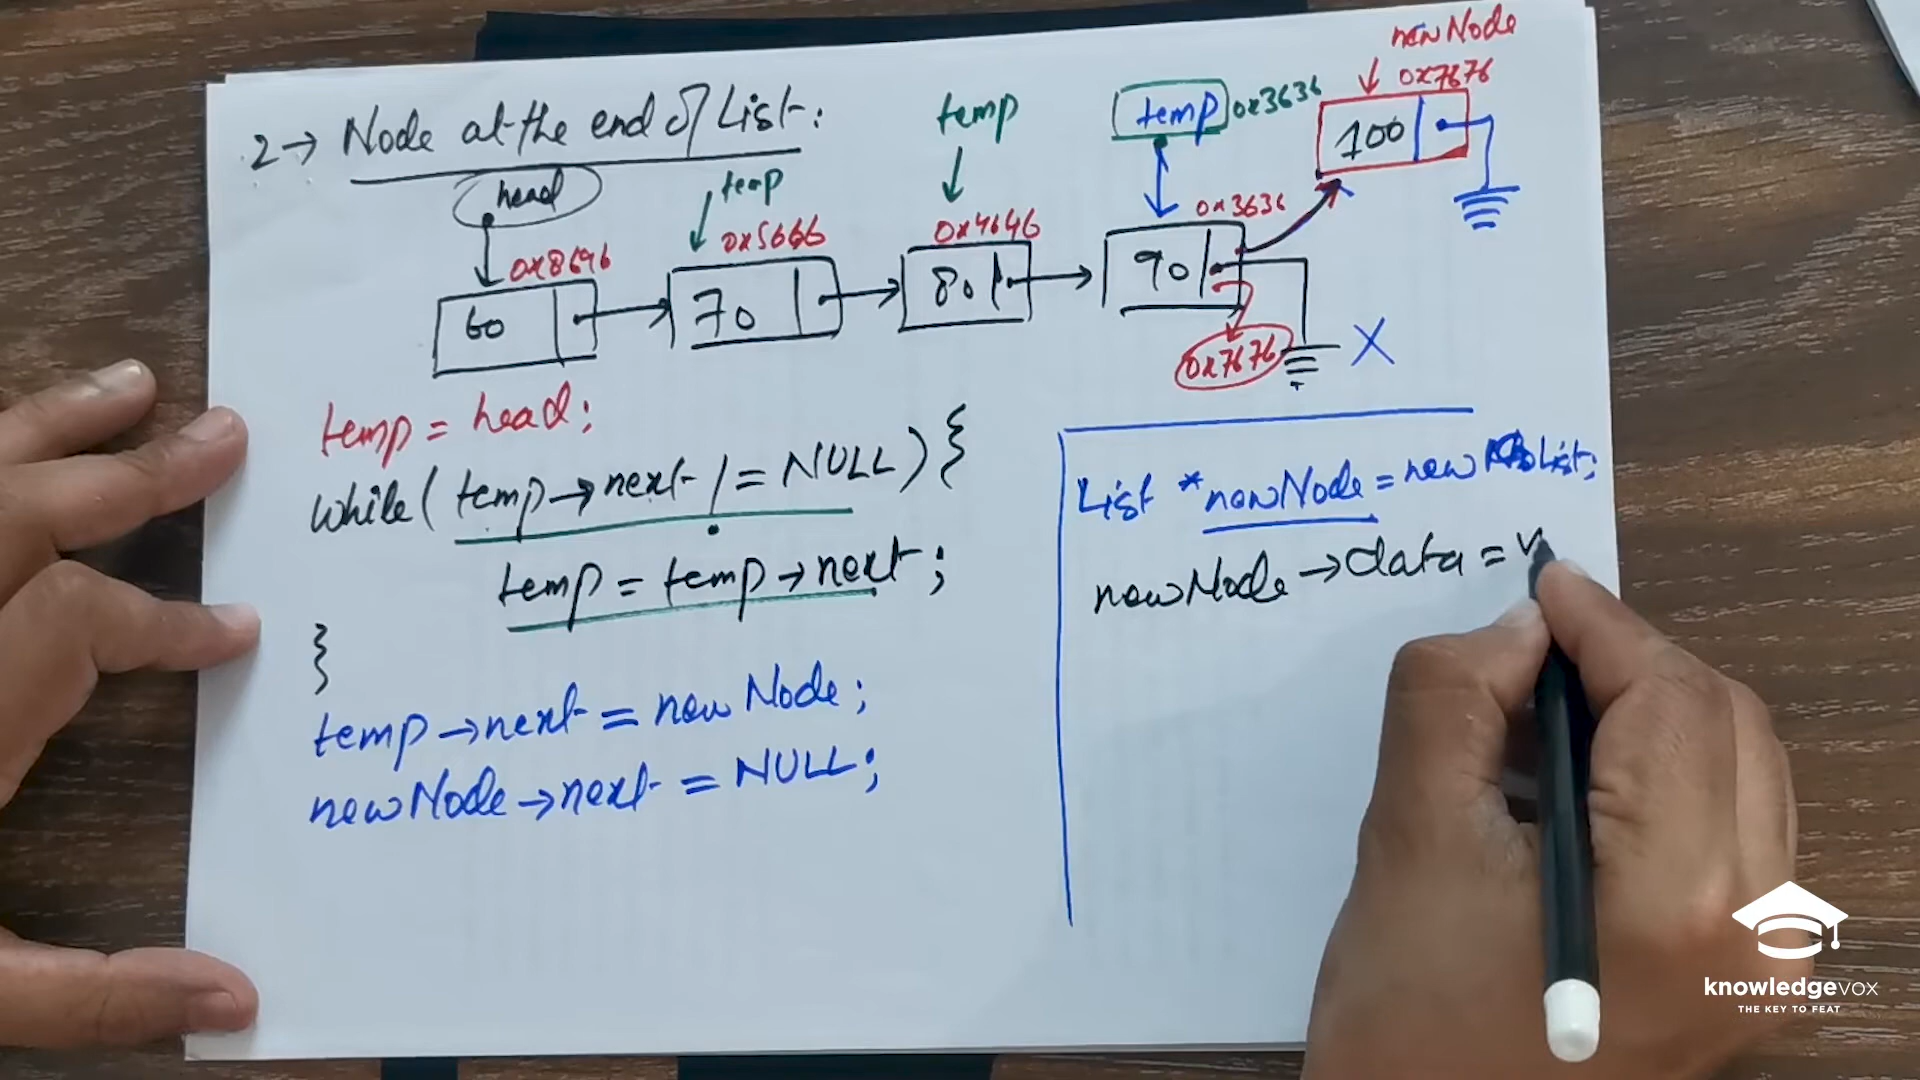 newNode
2→ Node at the end of List:
temp
temp 0x3636
0x7676
100
head
temp
0x8646
0x5666
0x4646
0x3636
60
70
80
90
0x7676
X
temp = head;
while(temp→next != NULL){
temp = temp→next;
}
temp→next = newNode;
newNode→next = NULL;
List *newNode = new List;
newNode→data = v
knowledgevox
THE KEY TO FEAT